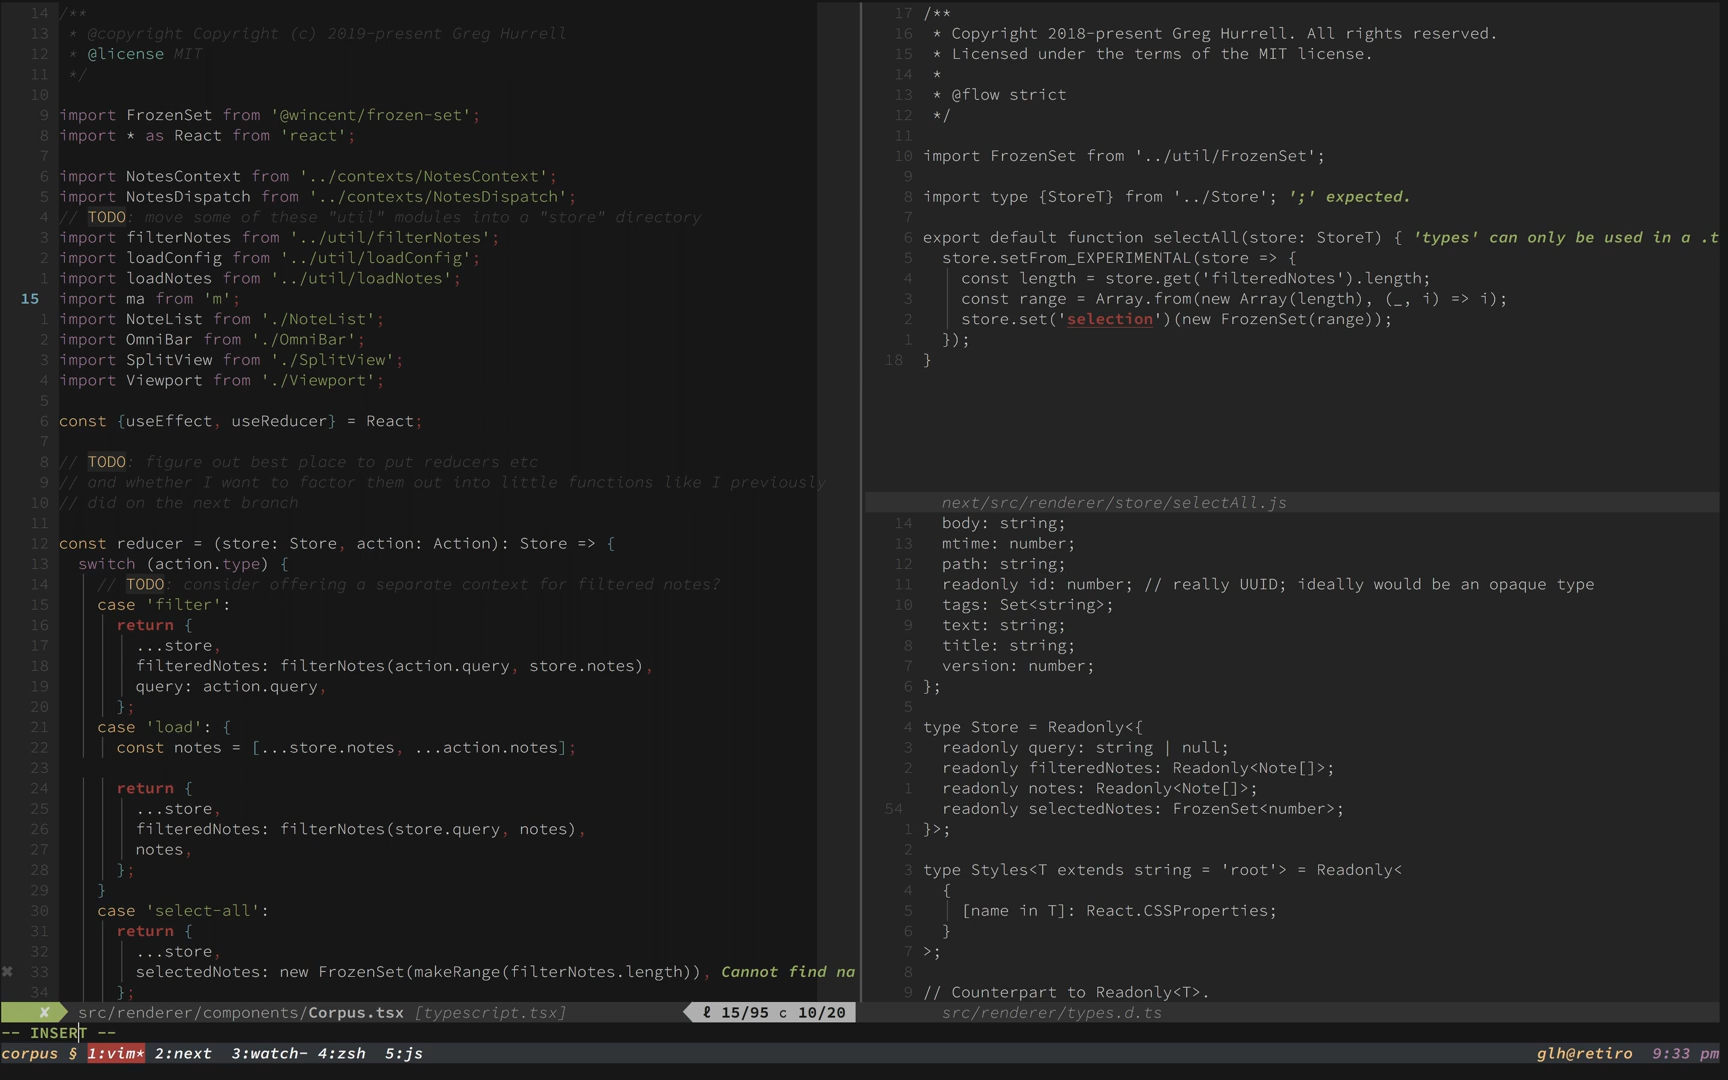 14 /**
13  * @copyright Copyright (c) 2019-present Greg Hurrell
12  * @license MIT
11  */
10
9 import FrozenSet from '@wincent/frozen-set';
8 import * as React from 'react';
7
6 import NotesContext from '../contexts/NotesContext';
5 import NotesDispatch from '../contexts/NotesDispatch';
4 // TODO: move some of these "util" modules into a "store" directory
3 import filterNotes from '../util/filterNotes';
2 import loadConfig from '../util/loadConfig';
1 import loadNotes from '../util/loadNotes';
15 import ma from 'm';
1 import NoteList from './NoteList';
2 import OmniBar from './OmniBar';
3 import SplitView from './SplitView';
4 import Viewport from './Viewport';
5
6 const {useEffect, useReducer} = React;
7
8 // TODO: figure out best place to put reducers etc
9 // and whether I want to factor them out into little functions like I previously
10 // did on the next branch
11
12 const reducer = (store: Store, action: Action): Store => {
13   switch (action.type) {
14     // TODO: consider offering a separate context for filtered notes?
15     case 'filter':
16       return {
17         ...store,
18         filteredNotes: filterNotes(action.query, store.notes),
19         query: action.query,
20       };
21     case 'load': {
22       const notes = [...store.notes, ...action.notes];
23
24       return {
25         ...store,
26         filteredNotes: filterNotes(store.query, notes),
27         notes,
28       };
29     }
30     case 'select-all':
31       return {
32         ...store,
✖ 33         selectedNotes: new FrozenSet(makeRange(filterNotes.length)), Cannot find na
34       };
✘ src/renderer/components/Corpus.tsx [typescript.tsx] ℓ 15/95 c 10/20
17 /**
16  * Copyright 2018-present Greg Hurrell. All rights reserved.
15  * Licensed under the terms of the MIT license.
14  *
13  * @flow strict
12  */
11
10 import FrozenSet from '../util/FrozenSet';
9
8 import type {StoreT} from '../Store'; ';' expected.
7
6 export default function selectAll(store: StoreT) { 'types' can only be used in a .t
5   store.setFrom_EXPERIMENTAL(store => {
4     const length = store.get('filteredNotes').length;
3     const range = Array.from(new Array(length), (_, i) => i);
2     store.set('selection')(new FrozenSet(range));
1   });
18 }
next/src/renderer/store/selectAll.js
14   body: string;
13   mtime: number;
12   path: string;
11   readonly id: number; // really UUID; ideally would be an opaque type
10   tags: Set<string>;
9   text: string;
8   title: string;
7   version: number;
6 };
5
4 type Store = Readonly<{
3   readonly query: string | null;
2   readonly filteredNotes: Readonly<Note[]>;
1   readonly notes: Readonly<Note[]>;
54   readonly selectedNotes: FrozenSet<number>;
1 }>;
2
3 type Styles<T extends string = 'root'> = Readonly<
4   {
5     [name in T]: React.CSSProperties;
6   }
7 >;
8
9 // Counterpart to Readonly<T>.
src/renderer/types.d.ts
-- INSERT --
corpus § 1:vim* 2:next 3:watch- 4:zsh 5:js glh@retiro 9:33 pm